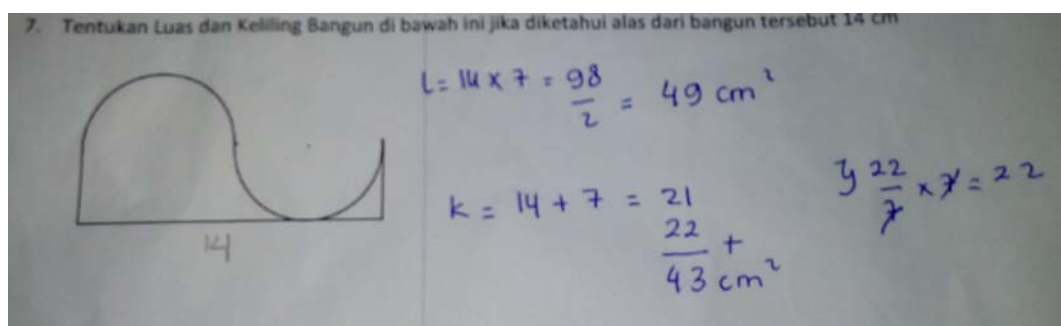 7. Tentukan Luas dan Keliling Bangun di bawah ini jika diketahui alas dari bangun tersebut 14 cm
L = 14 x 7 = 98/2 = 49 cm²
K = 14 + 7 = 21
22 +
43 cm²
22/7 x 7 = 22
14